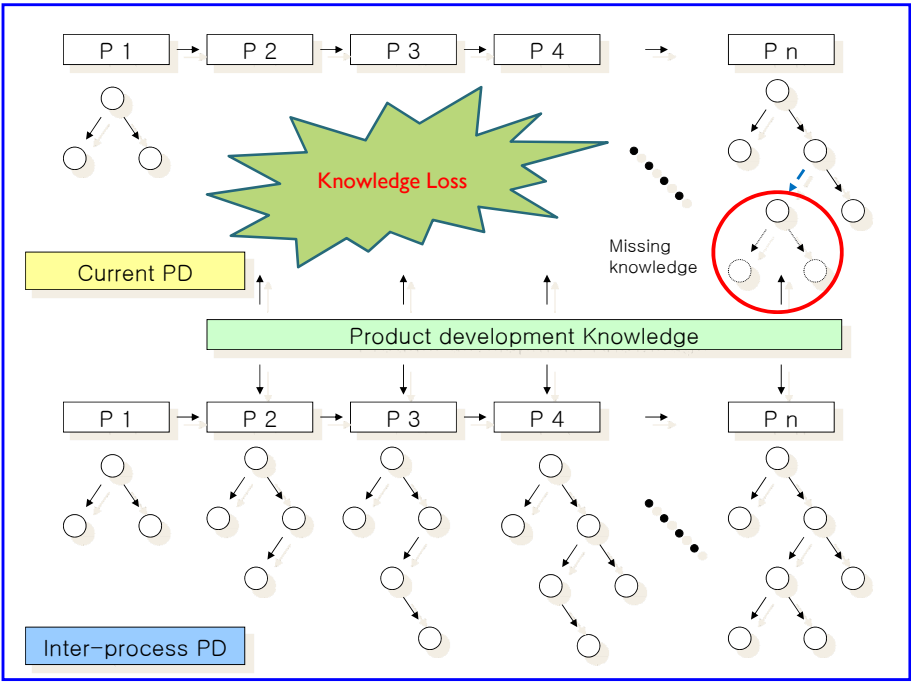 P 1
P 2
P 3
P 4
P n
Knowledge Loss
Missing
knowledge
Current PD
Product development Knowledge
P 1
P 2
P 3
P 4
P n
Inter-process PD